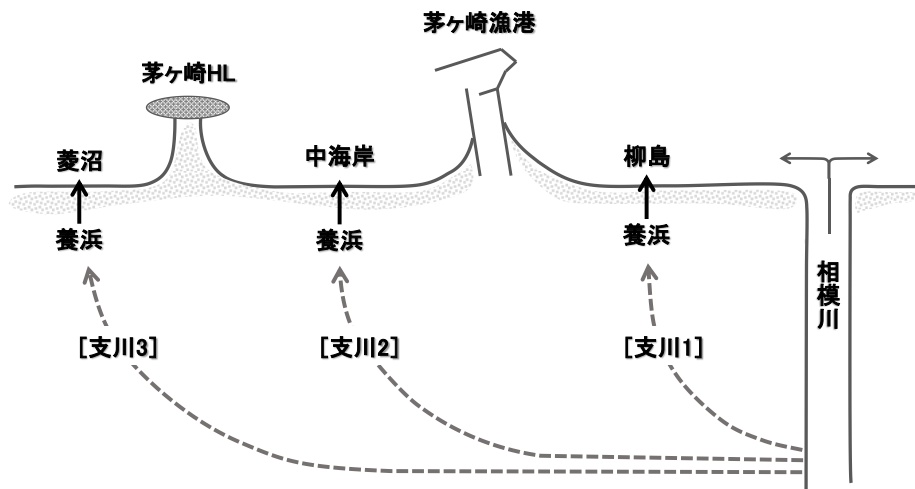 茅ヶ崎漁港
茅ヶ崎HL
菱沼
中海岸
柳島
養浜
養浜
養浜
相模川
[支川3]
[支川2]
[支川1]